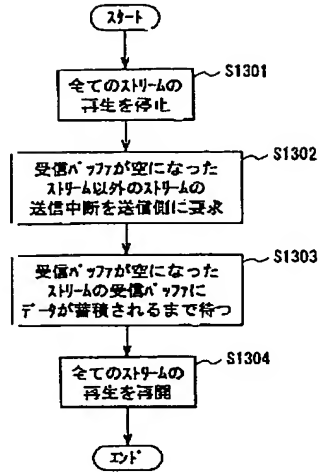 スタート
全てのストリームの
再生を停止
S1301
受信バッファが空になった
ストリーム以外のストリームの
送信中断を送信側に要求
S1302
受信バッファが空になった
ストリームの受信バッファに
データが蓄積されるまで待つ
S1303
全てのストリームの
再生を再開
S1304
エンド